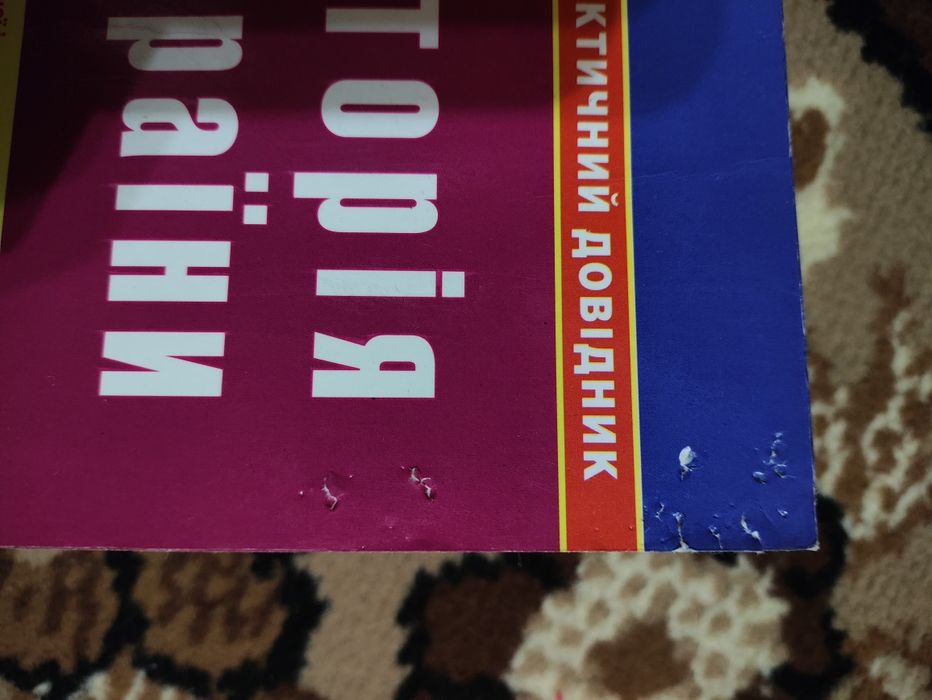 ктичний довідник
торія
раїни